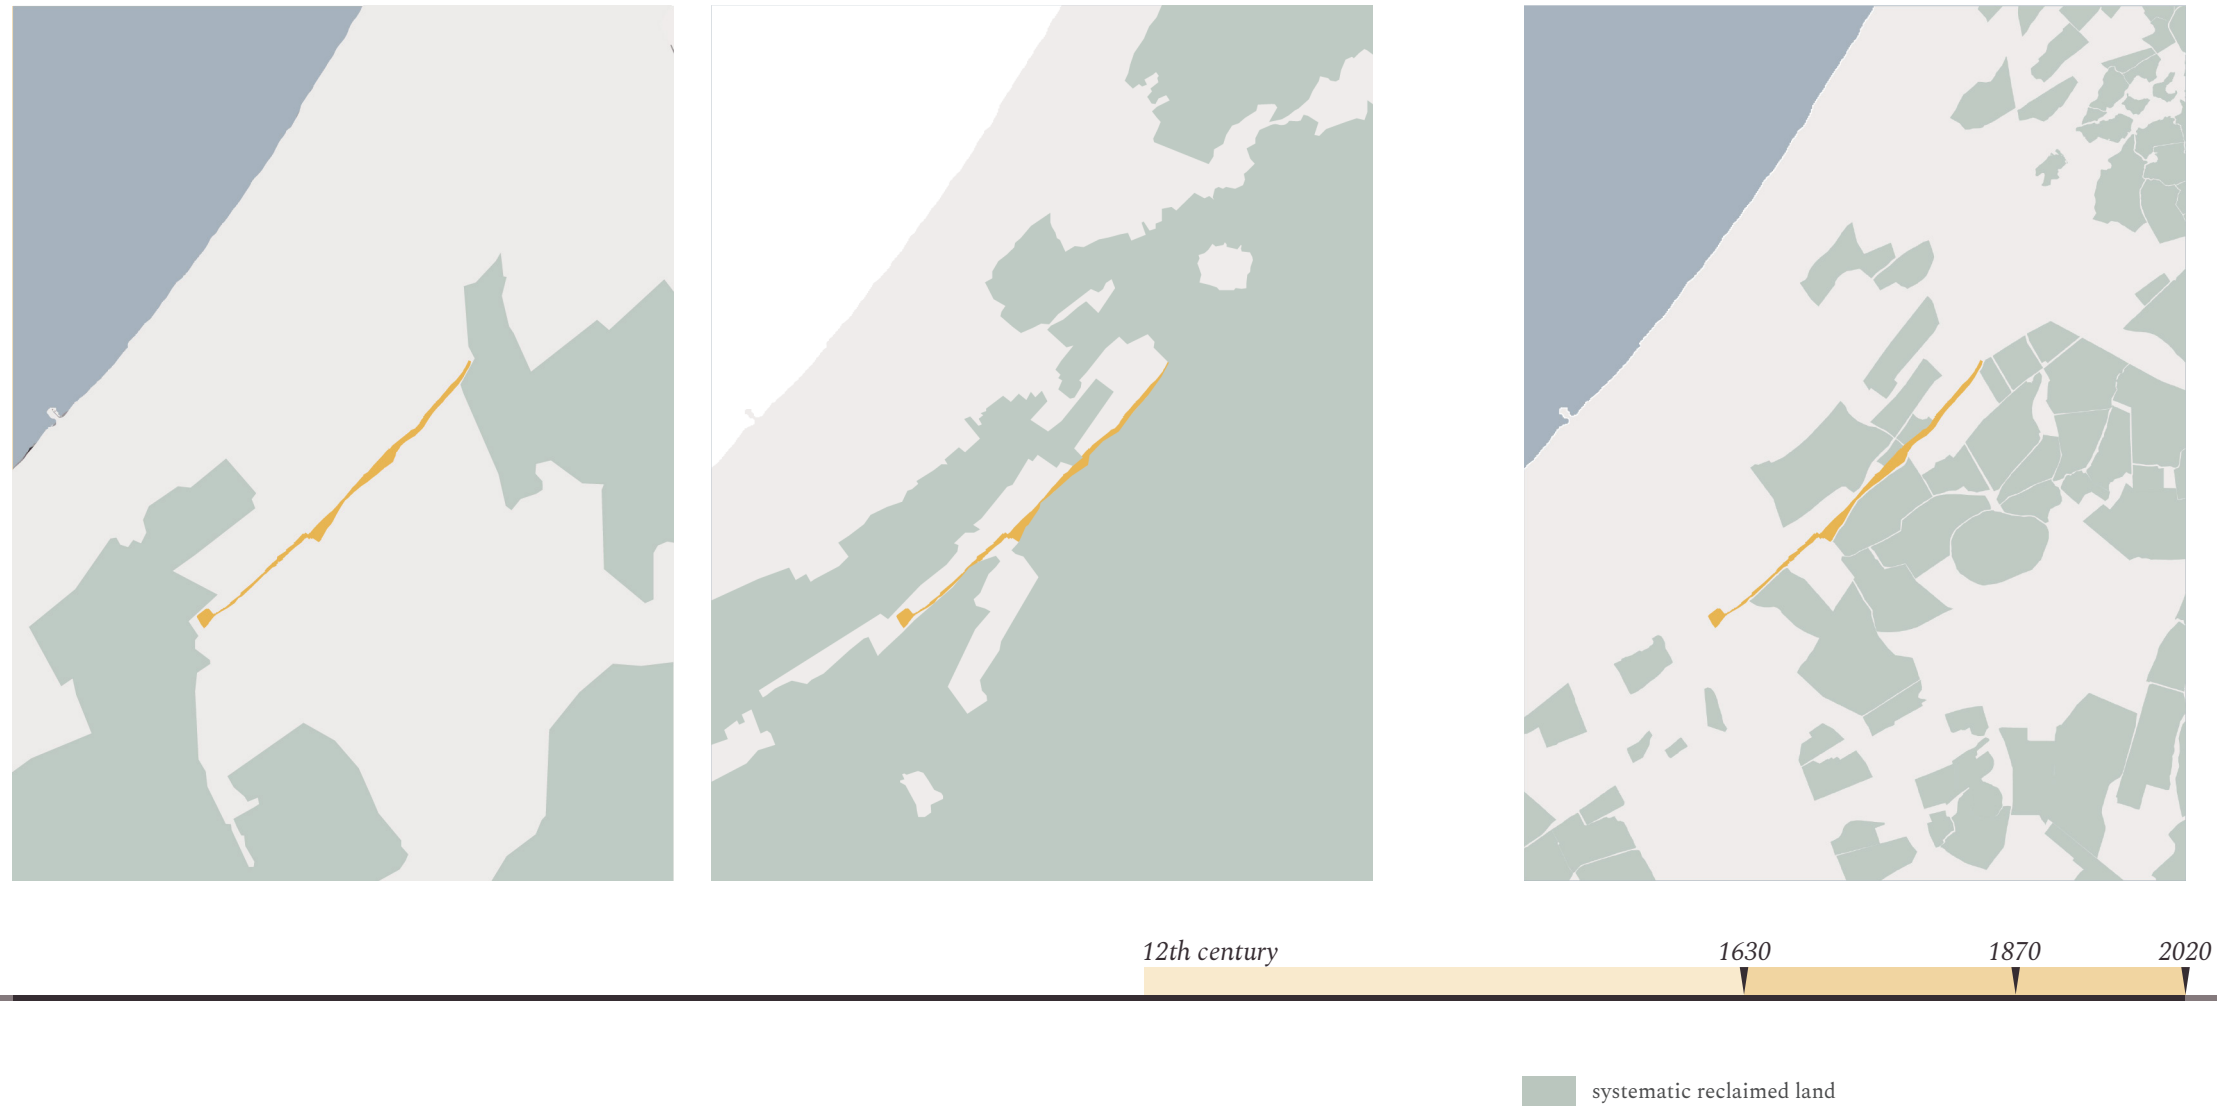 12th century
1630
1870
2020
systematic reclaimed land